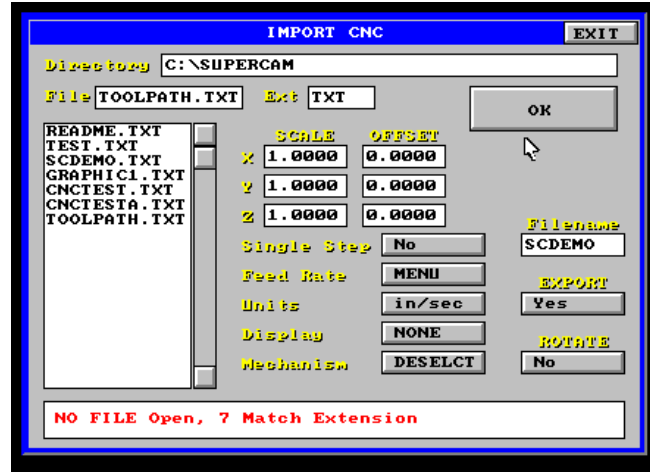 IMPORT CNC EXIT
Directory C:\SUPERCAM
File TOOLPATH.TXT Ext TXT
OK
README.TXT
TEST.TXT
SCDEMO.TXT
GRAPHIC1.TXT
CNCTEST.TXT
CNCTESTA.TXT
TOOLPATH.TXT
SCALE OFFSET
X 1.0000 0.0000
Y 1.0000 0.0000
Z 1.0000 0.0000
Single Step No
Feed Rate MENU
Units in/sec
Display NONE
Mechanism DESELCT
Filename
SCDEMO
EXPORT
Yes
ROTATE
No
NO FILE Open, 7 Match Extension